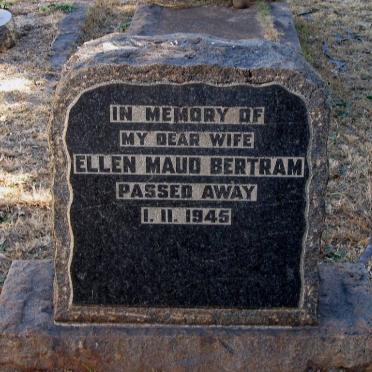 IN MEMORY OF
MY DEAR WIFE
ELLEN MAUD BERTRAM
PASSED AWAY
1. 11. 1945